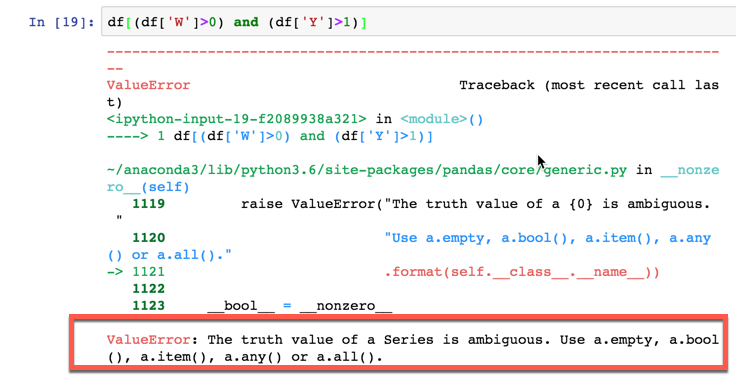 In [19]: df[(df['W']>0) and (df['Y']>1)]
---------------------------------------------------------------------------
ValueError                                Traceback (most recent call las
t)
<ipython-input-19-f2089938a321> in <module>()
----> 1 df[(df['W']>0) and (df['Y']>1)]
~/anaconda3/lib/python3.6/site-packages/pandas/core/generic.py in __nonze
ro__(self)
   1119         raise ValueError("The truth value of a {0} is ambiguous.
 "
   1120                          "Use a.empty, a.bool(), a.item(), a.any
() or a.all()."
-> 1121                          .format(self.__class__.__name__))
   1122
   1123     __bool__ = __nonzero__
ValueError: The truth value of a Series is ambiguous. Use a.empty, a.bool
(), a.item(), a.any() or a.all().